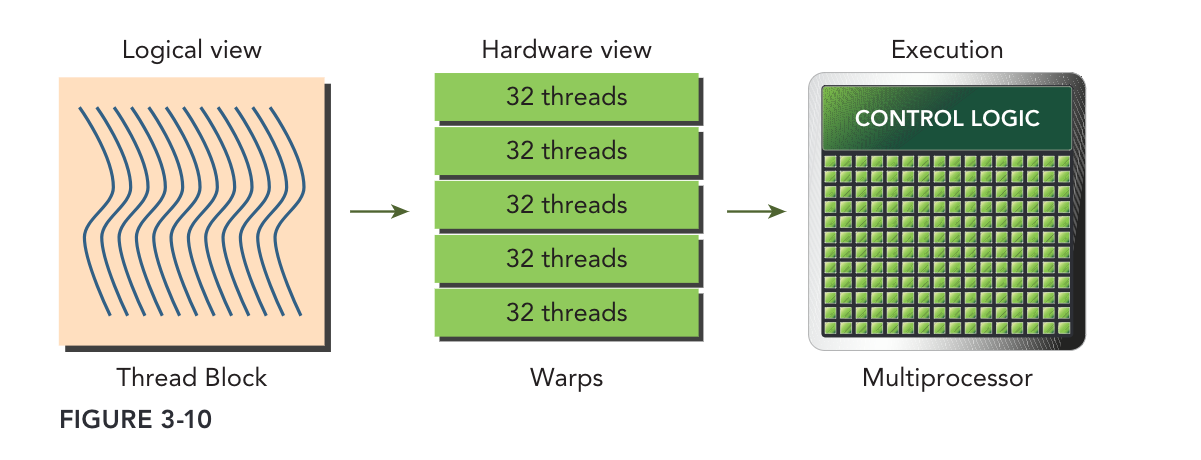 Logical view
Hardware view
Execution
32 threads
32 threads
32 threads
32 threads
32 threads
CONTROL LOGIC
Thread Block
Warps
Multiprocessor
FIGURE 3-10